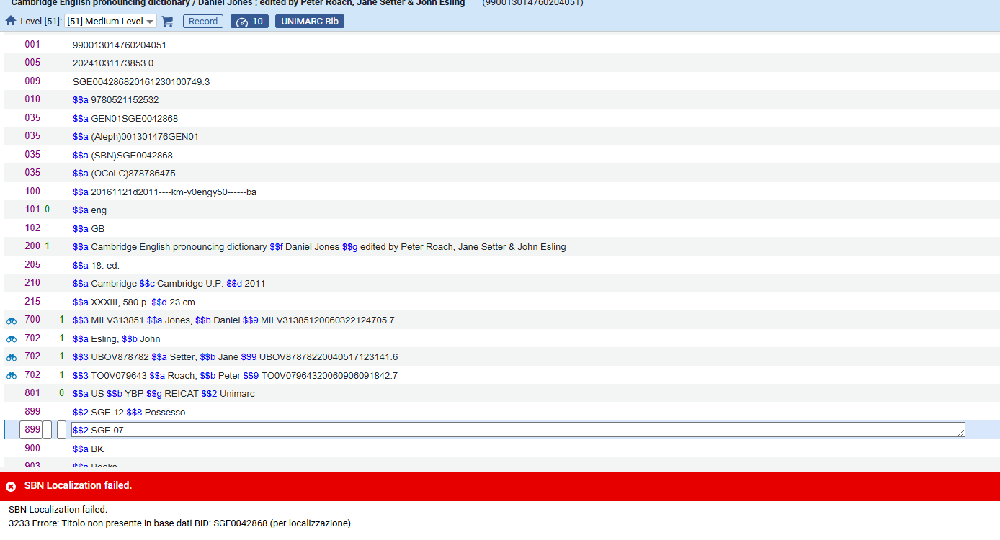 Cambridge English pronouncing dictionary / Daniel Jones ; edited by Peter Roach, Jane Setter & John Esling (990013014760204051)
Level [51]: [51] Medium Level Record 10 UNIMARC Bib
001 990013014760204051
005 20241031173853.0
009 SGE004286820161230100749.3
010 $$a 9780521152532
035 $$a GEN01SGE0042868
035 $$a (Aleph)001301476GEN01
035 $$a (SBN)SGE0042868
035 $$a (OCoLC)878786475
100 $$a 20161121d2011----km-y0engy50------ba
101 0 $$a eng
102 $$a GB
200 1 $$a Cambridge English pronouncing dictionary $$f Daniel Jones $$g edited by Peter Roach, Jane Setter & John Esling
205 $$a 18. ed.
210 $$a Cambridge $$c Cambridge U.P. $$d 2011
215 $$a XXXIII, 580 p. $$d 23 cm
700 1 $$3 MILV313851 $$a Jones, $$b Daniel $$9 MILV31385120060322124705.7
702 1 $$a Esling, $$b John
702 1 $$3 UBOV878782 $$a Setter, $$b Jane $$9 UBOV87878220040517123141.6
702 1 $$3 TO0V079643 $$a Roach, $$b Peter $$9 TO0V07964320060906091842.7
801 0 $$a US $$b YBP $$g REICAT $$2 Unimarc
899 $$2 SGE 12 $$8 Possesso
899 $$2 SGE 07
900 $$a BK
903 $$a Books
SBN Localization failed.
SBN Localization failed.
3233 Errore: Titolo non presente in base dati BID: SGE0042868 (per localizzazione)